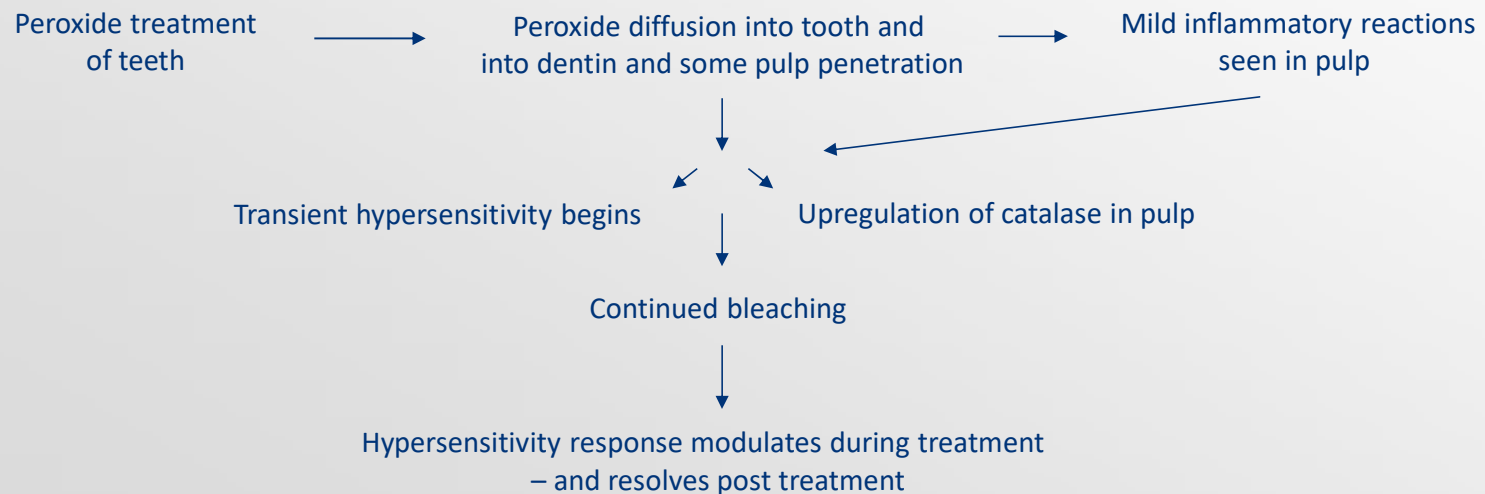 Peroxide treatment
of teeth
Peroxide diffusion into tooth and
into dentin and some pulp penetration
Mild inflammatory reactions
seen in pulp
Transient hypersensitivity begins
Upregulation of catalase in pulp
Continued bleaching
Hypersensitivity response modulates during treatment
– and resolves post treatment